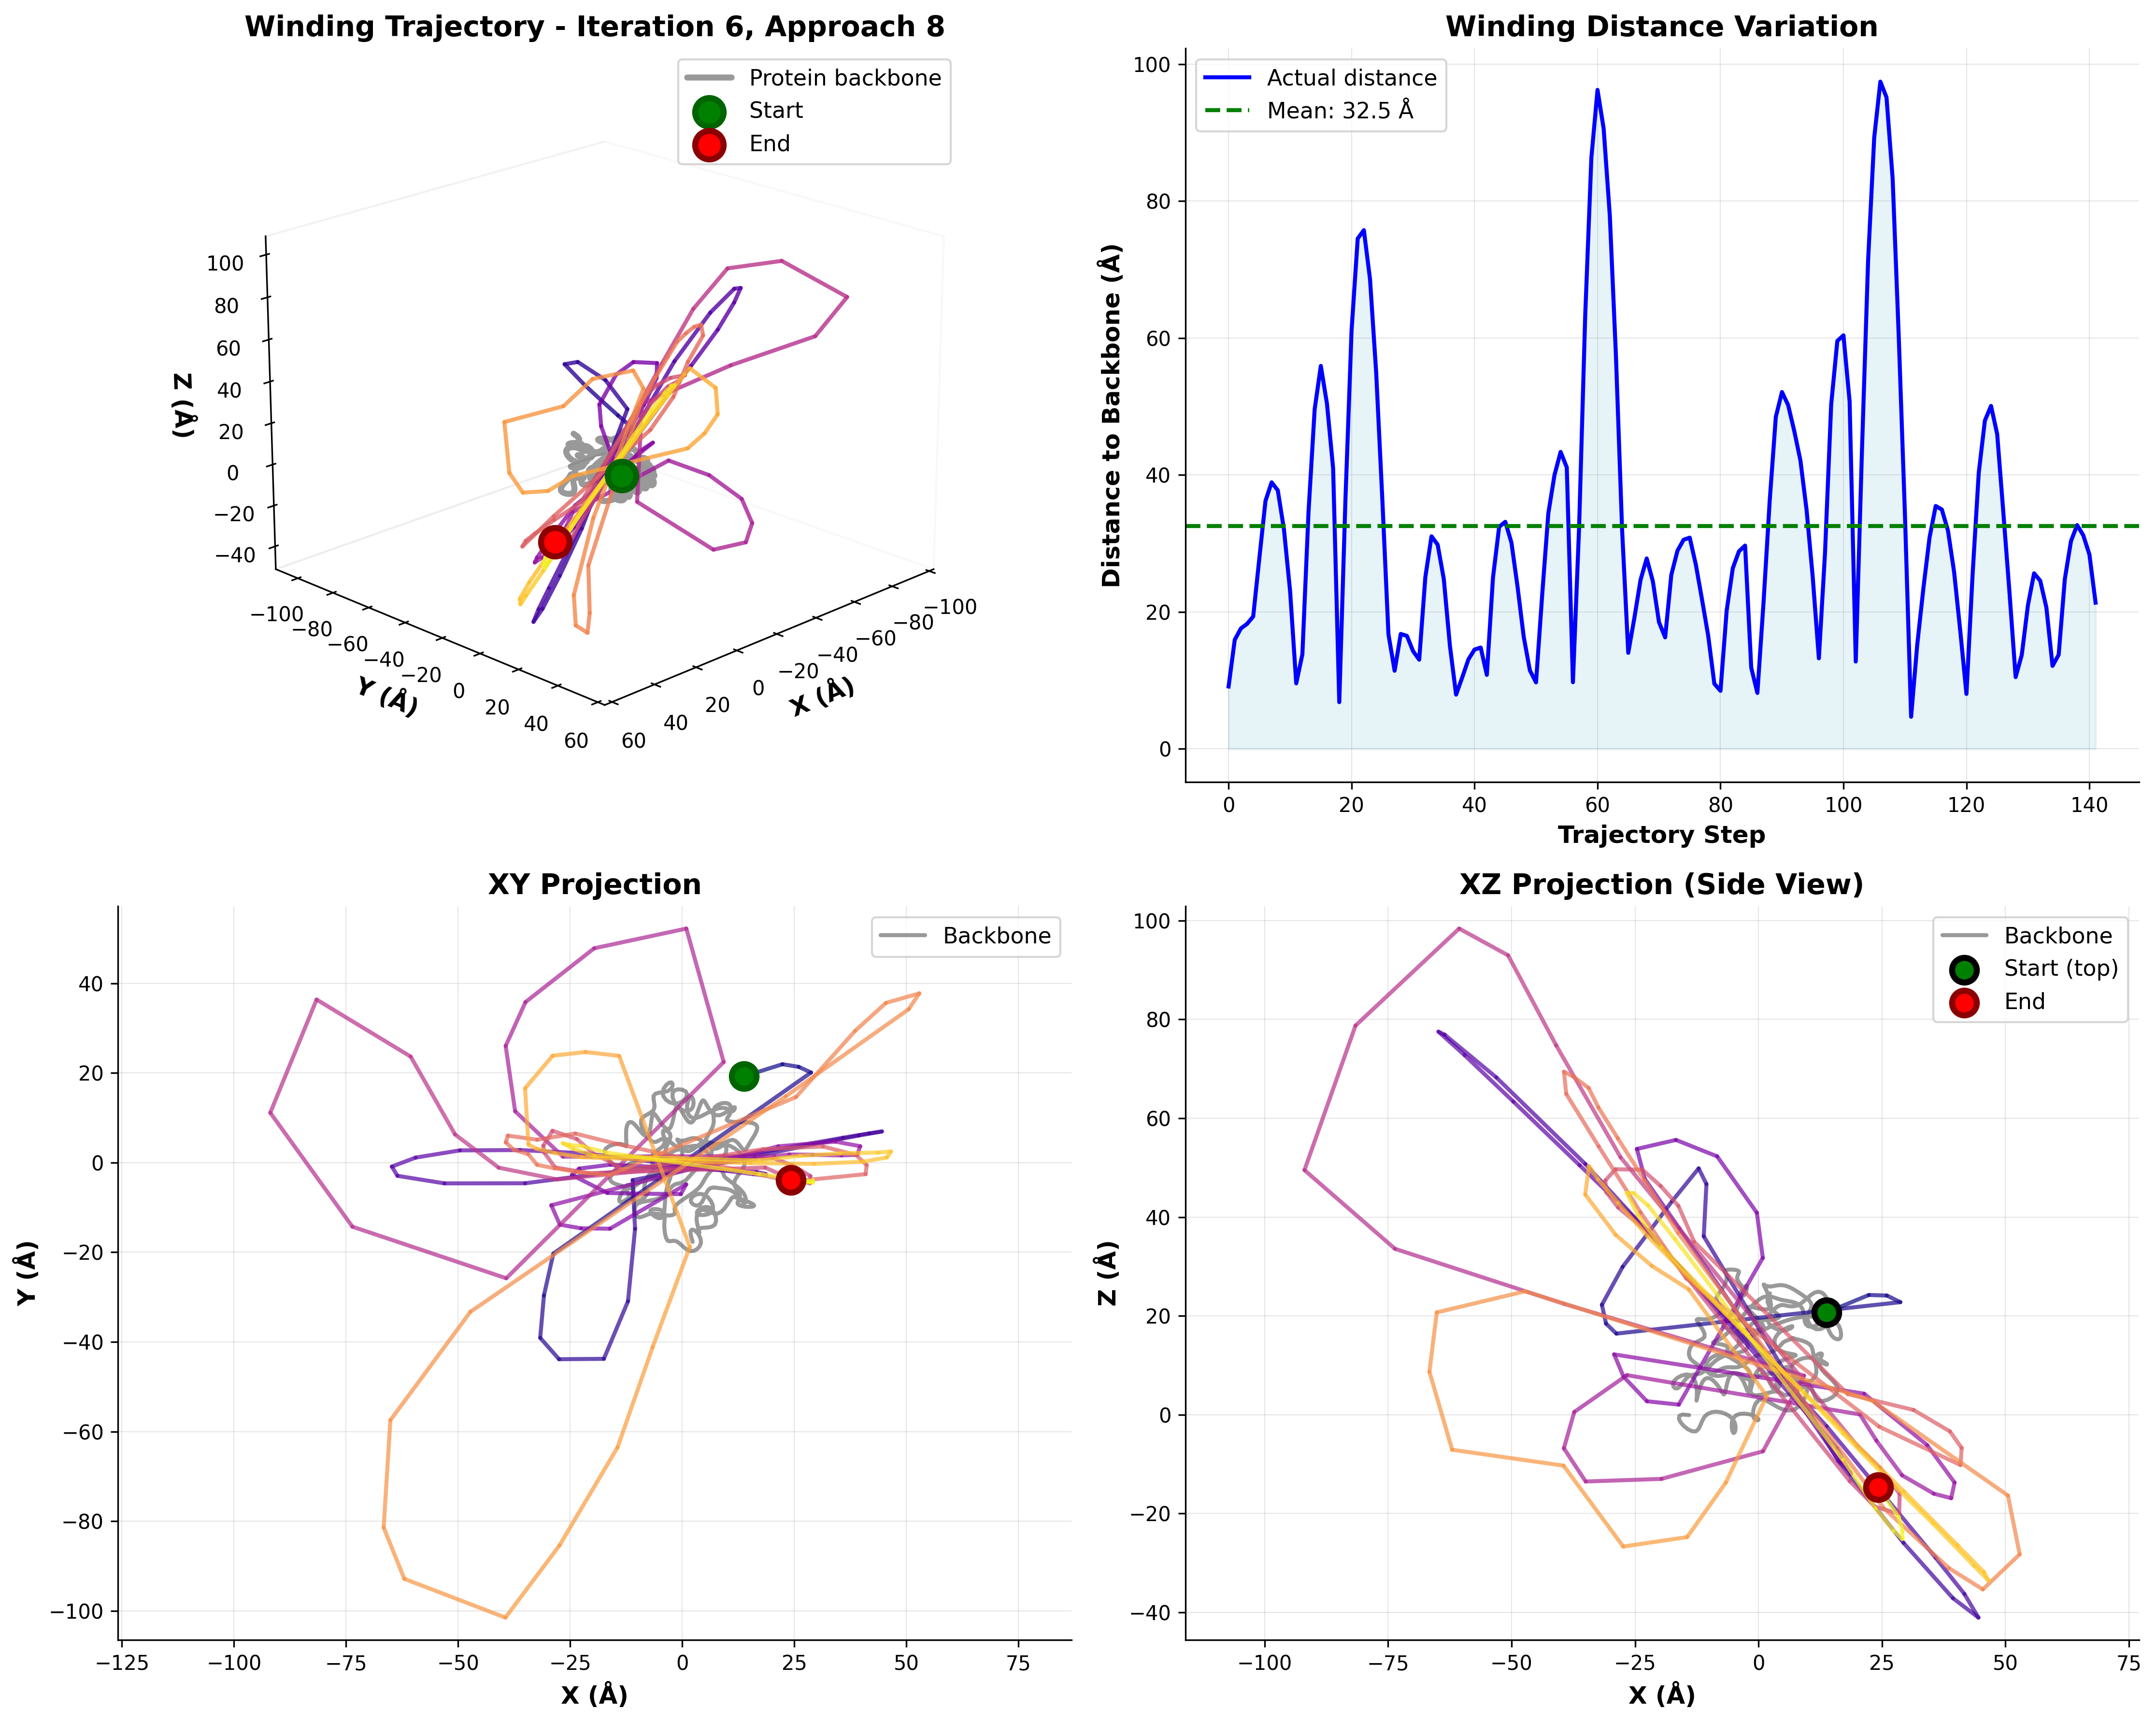 Winding Trajectory - Iteration 6, Approach 8
Protein backbone
Start
End
100
80
60
40
20
0
−20
−40
Z (Å)
−100
−80
−60
−40
−20
0
20
40
60
Y (Å)
60
40
20
0
−20
−40
−60
−80
−100
X (Å)
Winding Distance Variation
Actual distance
Mean: 32.5 Å
100
80
60
40
20
0
Distance to Backbone (Å)
0 20 40 60 80 100 120 140
Trajectory Step
XY Projection
Backbone
40
20
0
−20
−40
−60
−80
−100
Y (Å)
−125 −100 −75 −50 −25 0 25 50 75
X (Å)
XZ Projection (Side View)
Backbone
Start (top)
End
100
80
60
40
20
0
−20
−40
Z (Å)
−100 −75 −50 −25 0 25 50 75
X (Å)